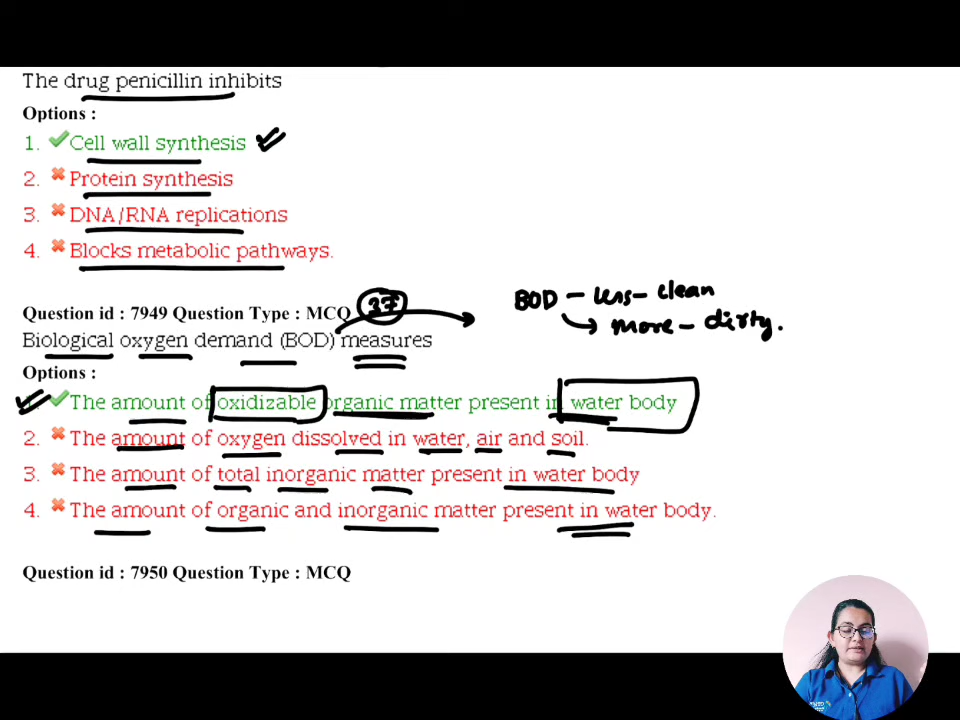 The drug penicillin inhibits
Options :
1. Cell wall synthesis
2. Protein synthesis
3. DNA/RNA replications
4. Blocks metabolic pathways.
Question id : 7949 Question Type : MCQ 37
BOD - less - clean
more - dirty.
Biological oxygen demand (BOD) measures
Options :
1. The amount of oxidizable organic matter present in water body
2. The amount of oxygen dissolved in water, air and soil.
3. The amount of total inorganic matter present in water body
4. The amount of organic and inorganic matter present in water body.
Question id : 7950 Question Type : MCQ